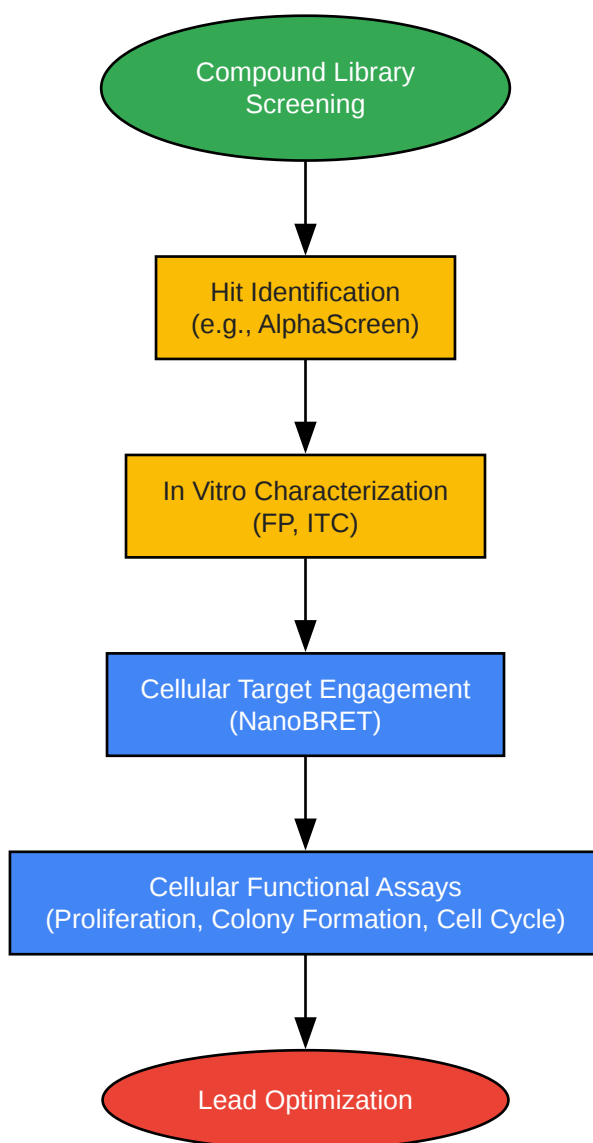 Compound Library
Screening
Hit Identification
(e.g., AlphaScreen)
In Vitro Characterization
(FP, ITC)
Cellular Target Engagement
(NanoBRET)
Cellular Functional Assays
(Proliferation, Colony Formation, Cell Cycle)
Lead Optimization